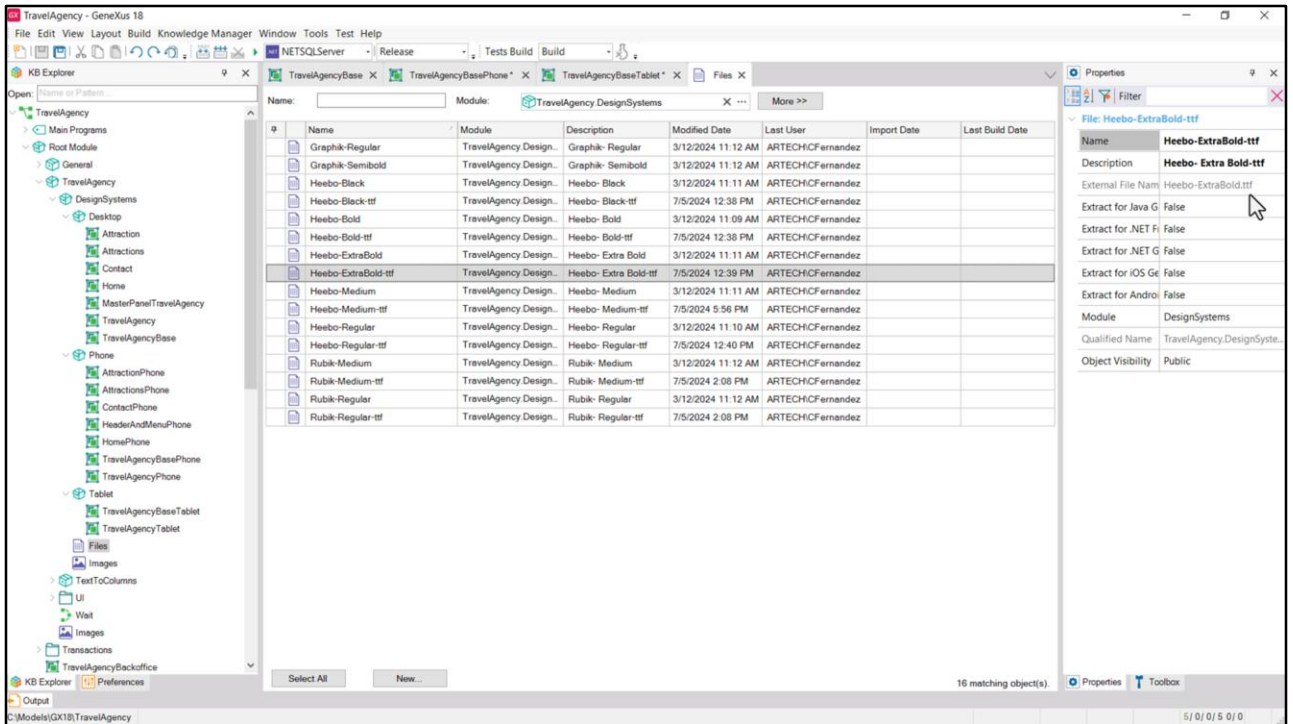 TravelAgency - GeneXus 18
File Edit View Layout Build Knowledge Manager Window Tools Test Help
NETSQLServer Release Tests Build Build
KB Explorer
Open: Name or Pattern...
TravelAgency
Main Programs
Root Module
General
TravelAgency
DesignSystems
Desktop
Attraction
Attractions
Contact
Home
MasterPanelTravelAgency
TravelAgency
TravelAgencyBase
Phone
AttractionPhone
AttractionsPhone
ContactPhone
HeaderAndMenuPhone
HomePhone
TravelAgencyBasePhone
TravelAgencyPhone
Tablet
TravelAgencyBaseTablet
TravelAgencyTablet
Files
Images
TextToColumns
UI
Wait
Images
Transactions
TravelAgencyBackoffice
KB Explorer Preferences
TravelAgencyBase X TravelAgencyBasePhone* X TravelAgencyBaseTablet* X Files X
Name: Module: TravelAgency.DesignSystems More >>
Name Module Description Modified Date Last User Import Date Last Build Date
Graphik-Regular TravelAgency.Design... Graphik- Regular 3/12/2024 11:12 AM ARTECH\CFernandez
Graphik-Semibold TravelAgency.Design... Graphik- Semibold 3/12/2024 11:12 AM ARTECH\CFernandez
Heebo-Black TravelAgency.Design... Heebo- Black 3/12/2024 11:11 AM ARTECH\CFernandez
Heebo-Black-ttf TravelAgency.Design... Heebo- Black-ttf 7/5/2024 12:38 PM ARTECH\CFernandez
Heebo-Bold TravelAgency.Design... Heebo- Bold 3/12/2024 11:09 AM ARTECH\CFernandez
Heebo-Bold-ttf TravelAgency.Design... Heebo- Bold-ttf 7/5/2024 12:38 PM ARTECH\CFernandez
Heebo-ExtraBold TravelAgency.Design... Heebo- Extra Bold 3/12/2024 11:11 AM ARTECH\CFernandez
Heebo-ExtraBold-ttf TravelAgency.Design... Heebo- Extra Bold-ttf 7/5/2024 12:39 PM ARTECH\CFernandez
Heebo-Medium TravelAgency.Design... Heebo- Medium 3/12/2024 11:11 AM ARTECH\CFernandez
Heebo-Medium-ttf TravelAgency.Design... Heebo- Medium-ttf 7/5/2024 5:56 PM ARTECH\CFernandez
Heebo-Regular TravelAgency.Design... Heebo- Regular 3/12/2024 11:10 AM ARTECH\CFernandez
Heebo-Regular-ttf TravelAgency.Design... Heebo- Regular-ttf 7/5/2024 12:40 PM ARTECH\CFernandez
Rubik-Medium TravelAgency.Design... Rubik- Medium 3/12/2024 11:12 AM ARTECH\CFernandez
Rubik-Medium-ttf TravelAgency.Design... Rubik- Medium-ttf 7/5/2024 2:08 PM ARTECH\CFernandez
Rubik-Regular TravelAgency.Design... Rubik- Regular 3/12/2024 11:12 AM ARTECH\CFernandez
Rubik-Regular-ttf TravelAgency.Design... Rubik- Regular-ttf 7/5/2024 2:08 PM ARTECH\CFernandez
Select All New... 16 matching object(s).
Properties
Filter
File: Heebo-ExtraBold-ttf
Name Heebo-ExtraBold-ttf
Description Heebo- Extra Bold-ttf
External File Nam Heebo-ExtraBold.ttf
Extract for Java G False
Extract for .NET Fi False
Extract for .NET G False
Extract for iOS Ge False
Extract for Androi False
Module DesignSystems
Qualified Name TravelAgency.DesignSyste...
Object Visibility Public
Properties Toolbox
Output
C:\Models\GX18\TravelAgency 5/ 0/ 0/ 5 0/ 0